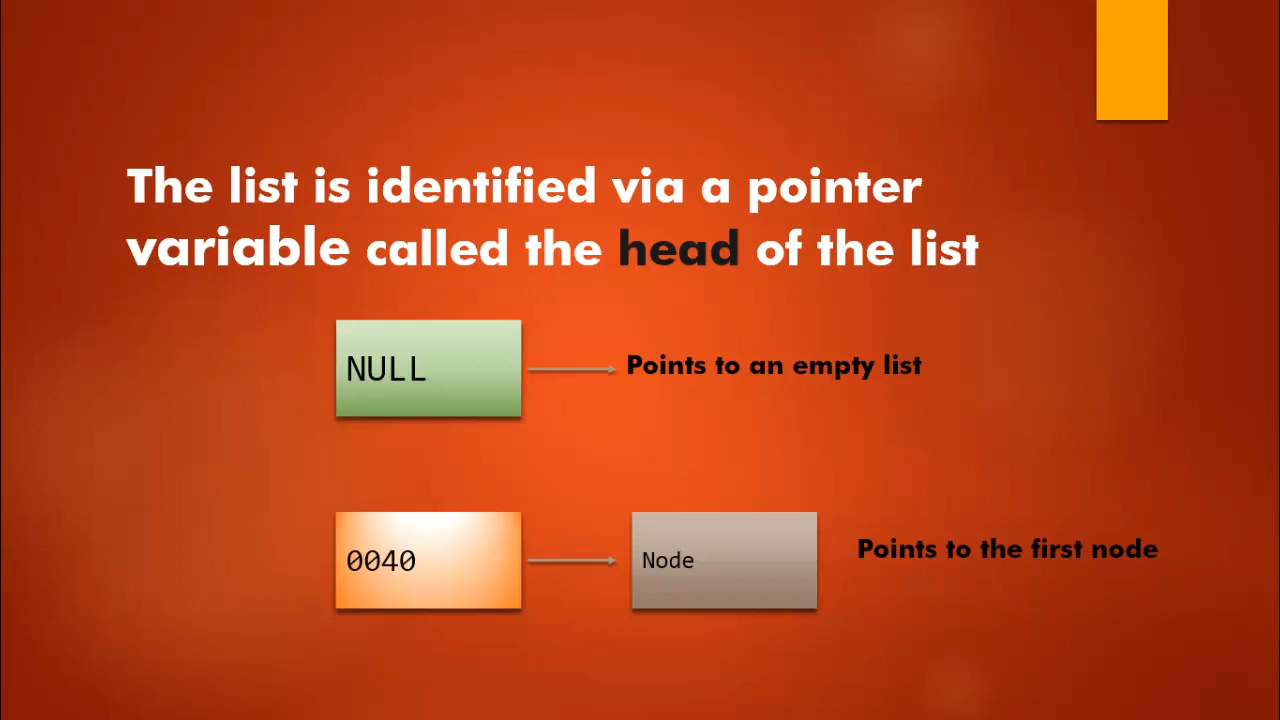 The list is identified via a pointer
variable called the head of the list
NULL
Points to an empty list
0040
Node
Points to the first node